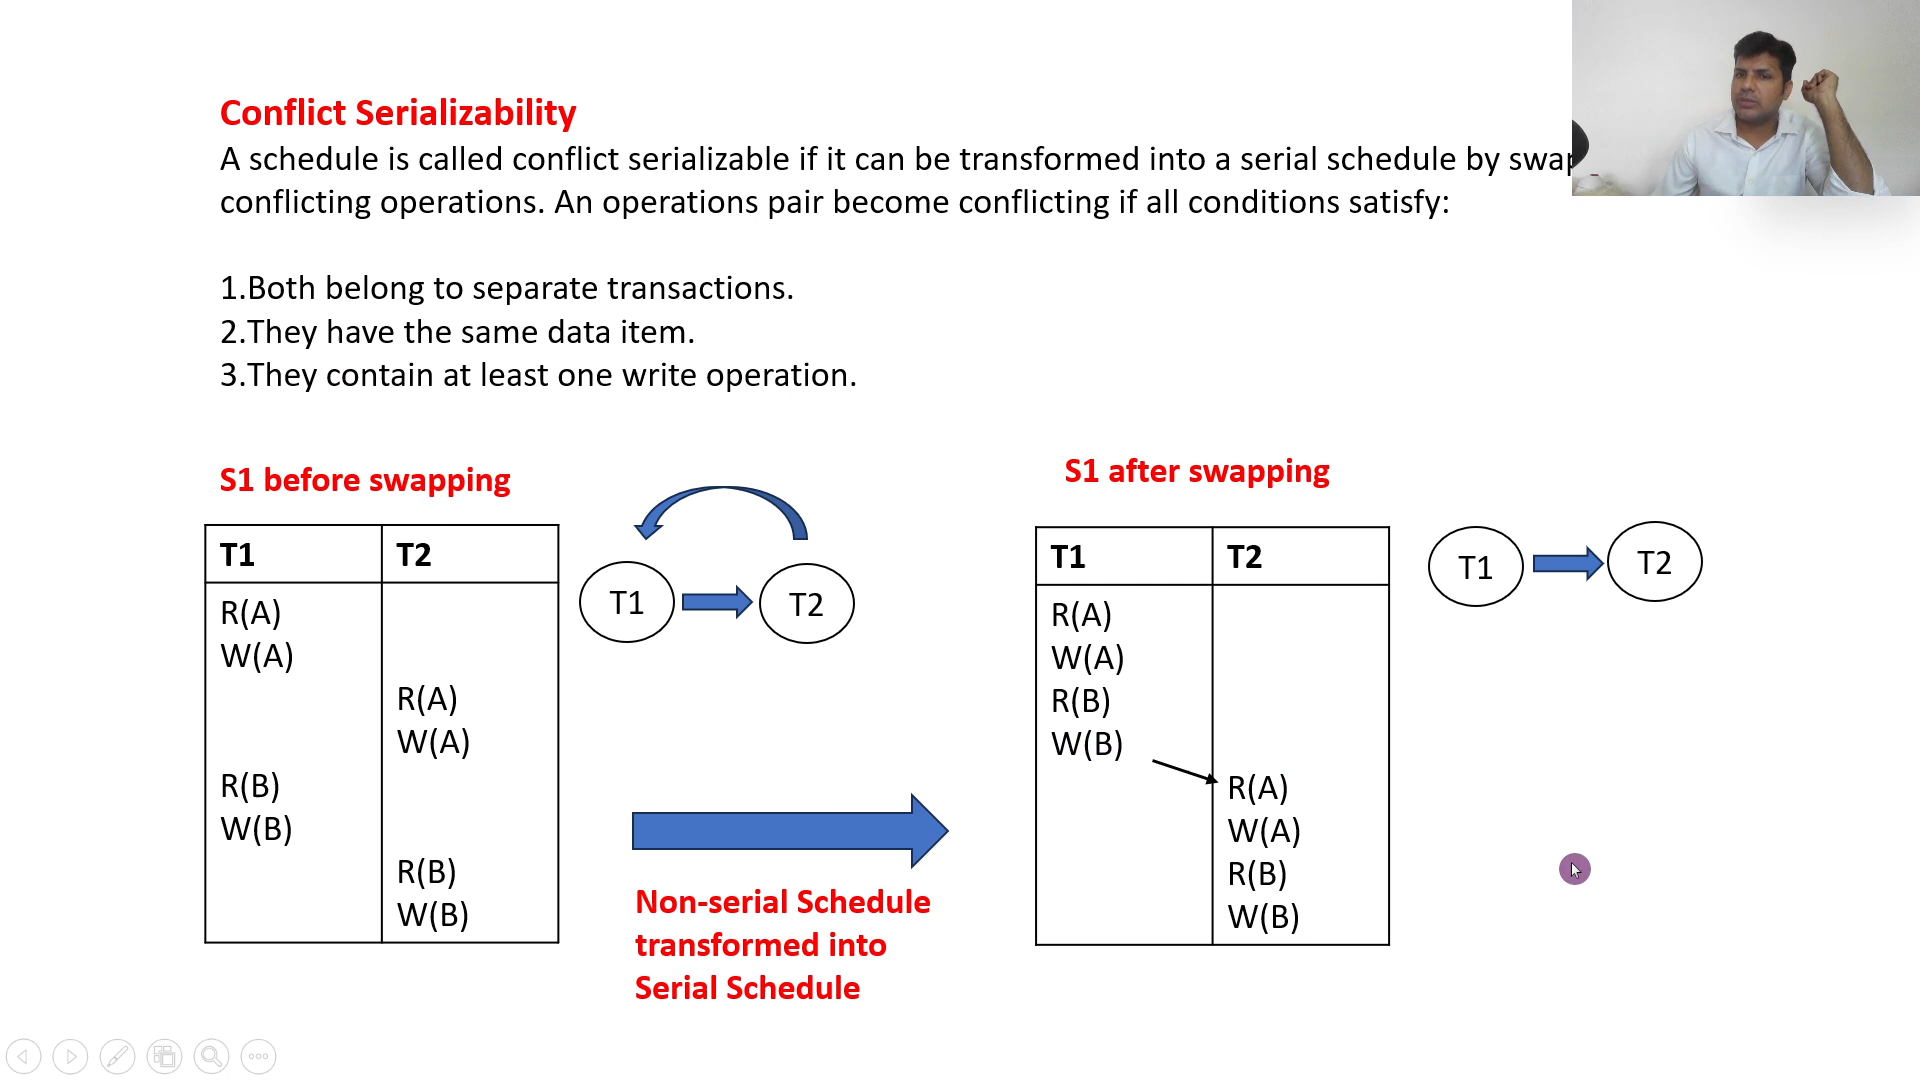 Conflict Serializability
A schedule is called conflict serializable if it can be transformed into a serial schedule by
conflicting operations. An operations pair become conflicting if all conditions satisfy:
1.Both belong to separate transactions.
2.They have the same data item.
3.They contain at least one write operation.
S1 before swapping
T1 T2
R(A)
W(A)
R(A)
W(A)
R(B)
W(B)
R(B)
W(B)
T1 T2
Non-serial Schedule
transformed into
Serial Schedule
S1 after swapping
T1 T2
R(A)
W(A)
R(B)
W(B)
R(A)
W(A)
R(B)
W(B)
T1 T2